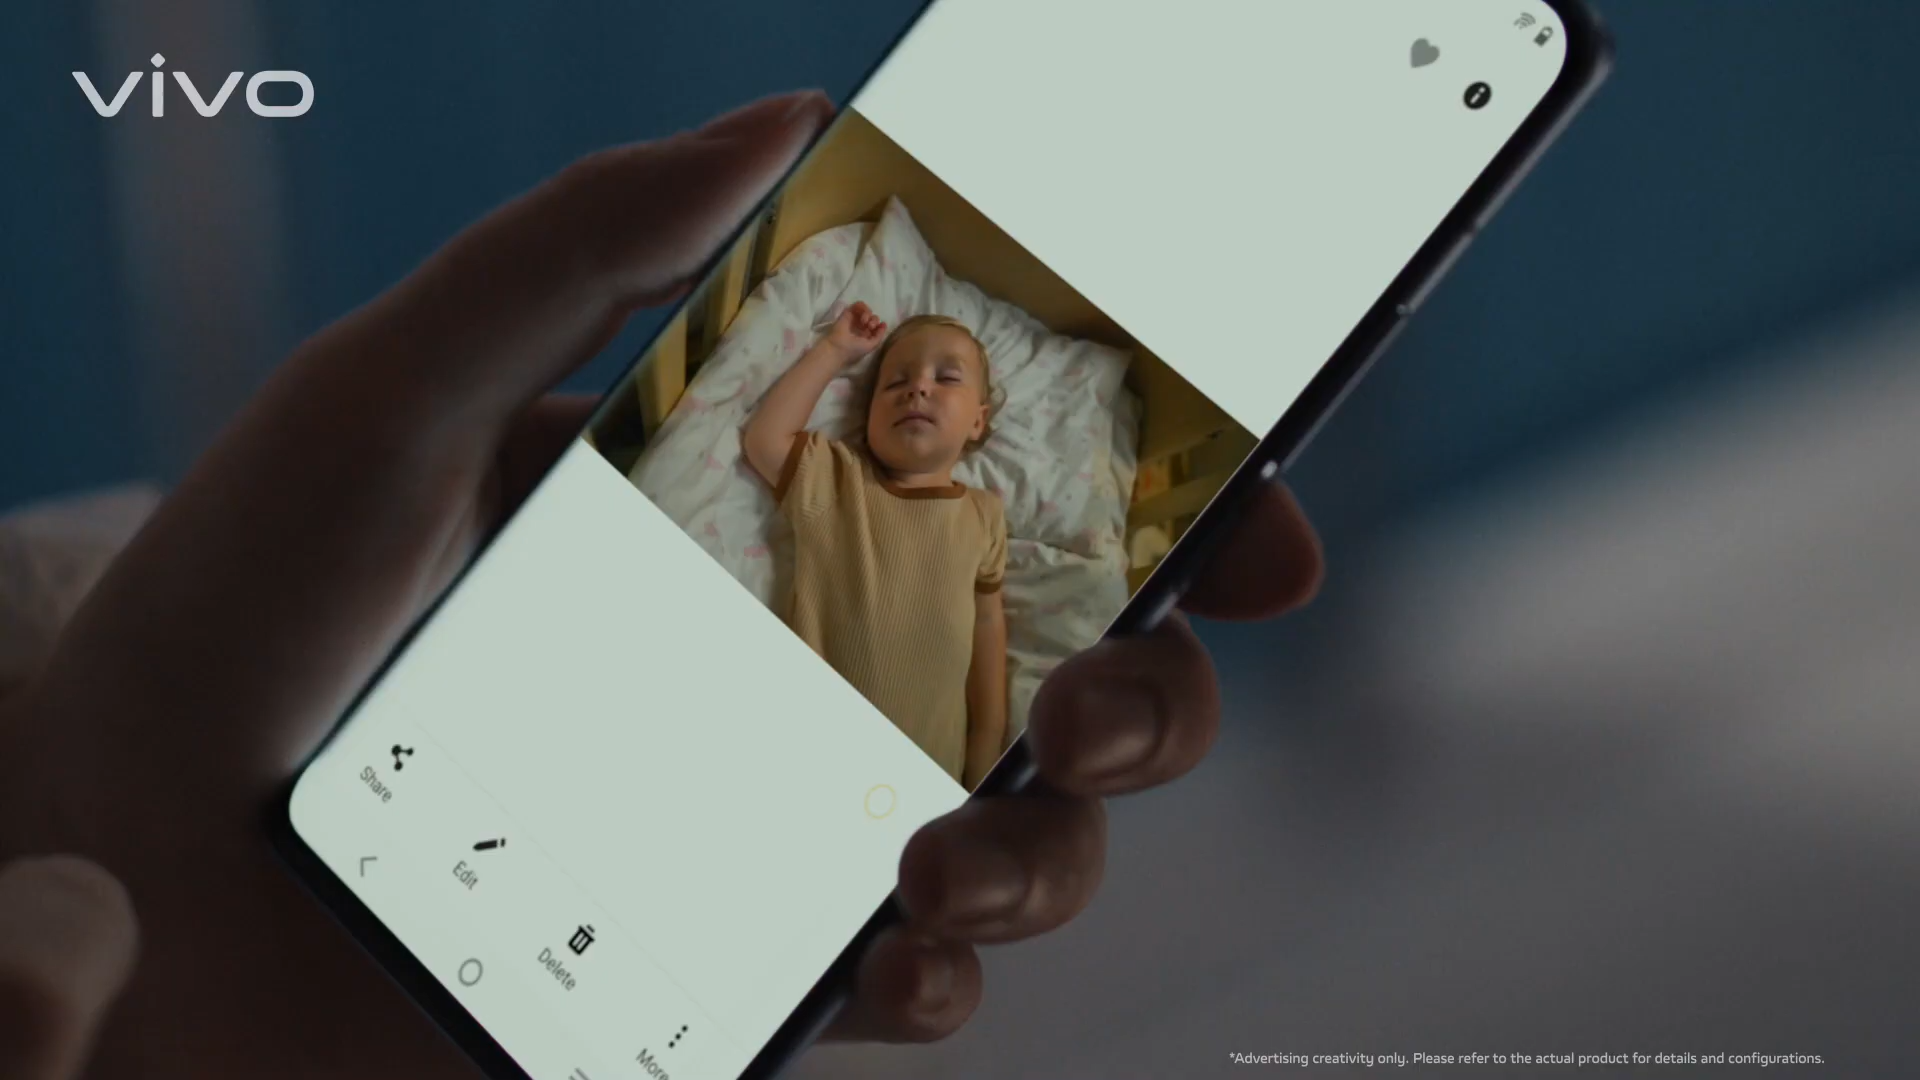 vivo
Share
Edit
Delete
More
*Advertising creativity only. Please refer to the actual product for details and configurations.